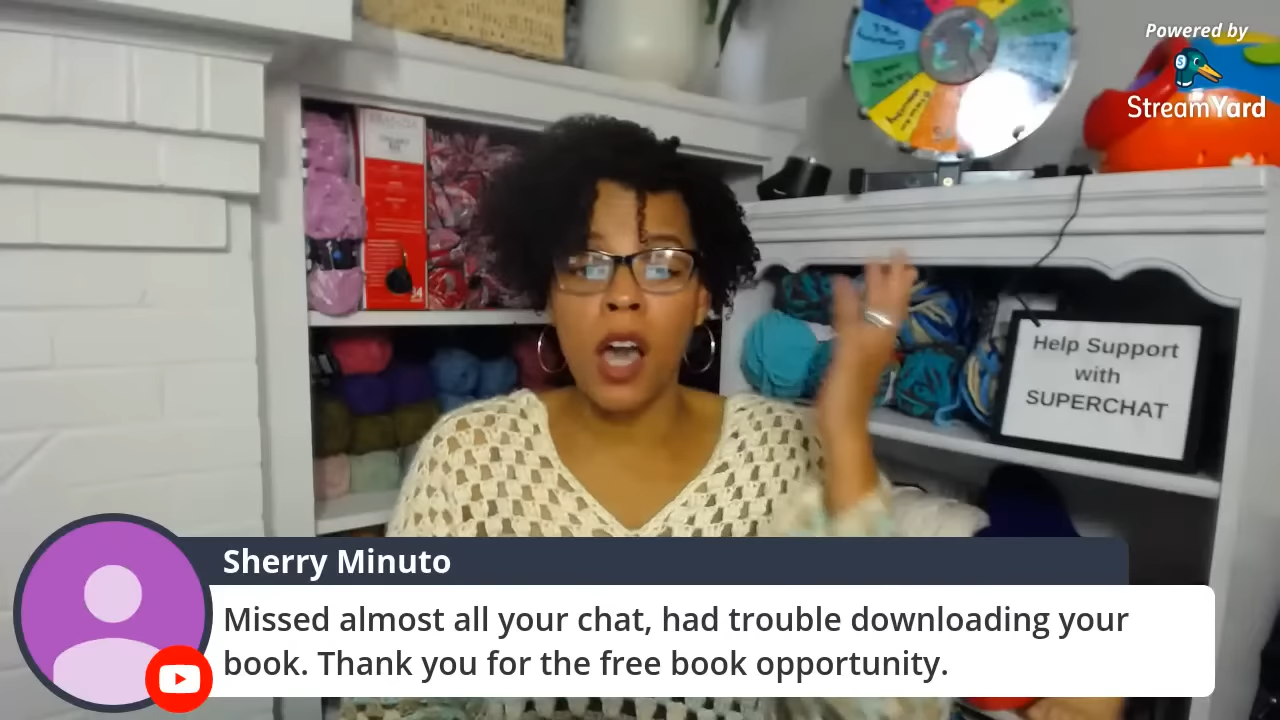 Powered by
StreamYard
Help Support
with
SUPERCHAT
Sherry Minuto
Missed almost all your chat, had trouble downloading your
book. Thank you for the free book opportunity.